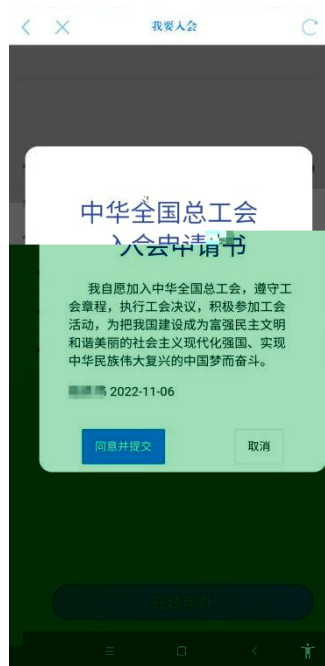 我要入会
中华全国总工会
入会申请书
我自愿加入中华全国总工会，遵守工
会章程，执行工会决议，积极参加工会
活动，为把我国建设成为富强民主文明
和谐美丽的社会主义现代化强国、实现
中华民族伟大复兴的中国梦而奋斗。
2022-11-06
同意并提交 取消